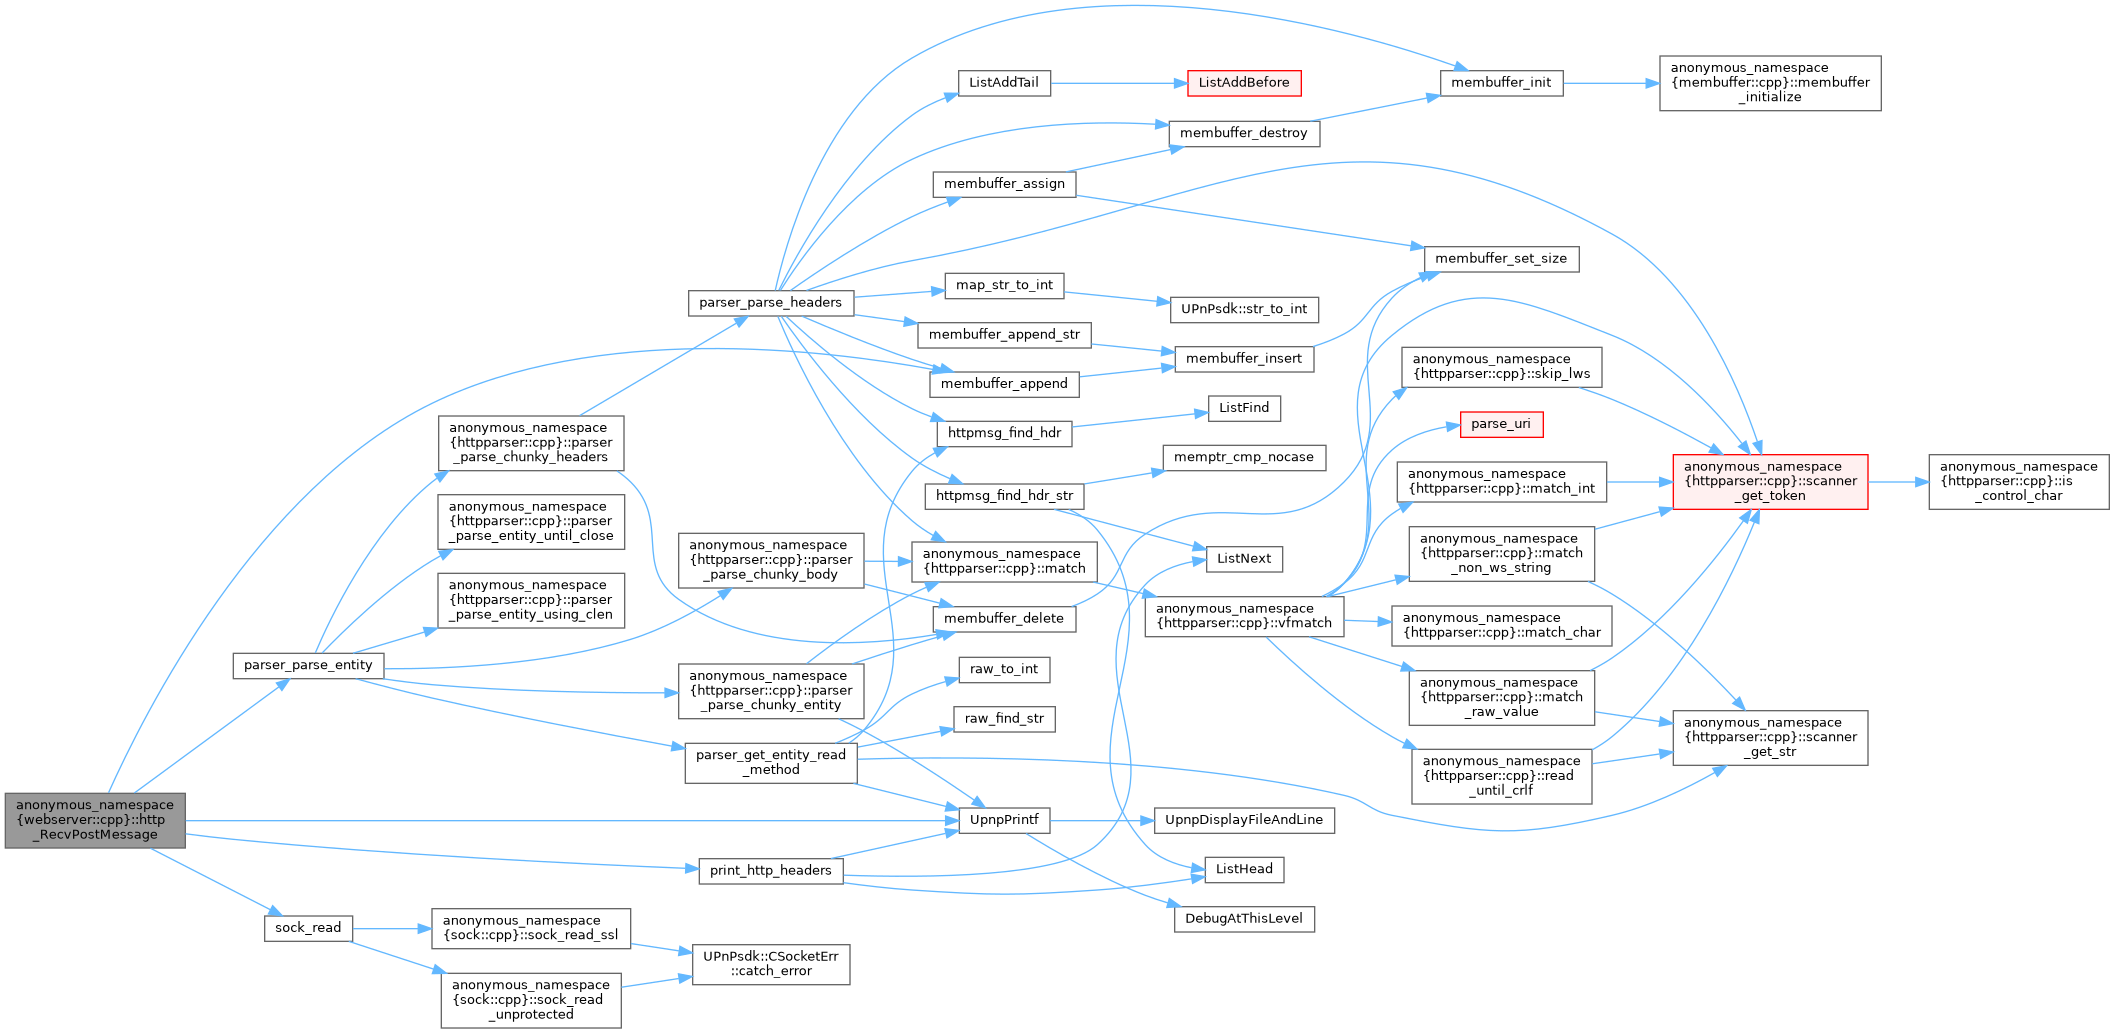 anonymous_namespace
{webserver::cpp}::http
_RecvPostMessage
parser_parse_entity
sock_read
anonymous_namespace
{httpparser::cpp}::parser
_parse_chunky_headers
anonymous_namespace
{httpparser::cpp}::parser
_parse_entity_until_close
anonymous_namespace
{httpparser::cpp}::parser
_parse_entity_using_clen
anonymous_namespace
{sock::cpp}::sock_read_ssl
anonymous_namespace
{sock::cpp}::sock_read
_unprotected
parser_parse_headers
anonymous_namespace
{httpparser::cpp}::parser
_parse_chunky_body
anonymous_namespace
{httpparser::cpp}::parser
_parse_chunky_entity
parser_get_entity_read
_method
print_http_headers
UPnPsdk::CSocketErr
::catch_error
ListAddTail
membuffer_assign
map_str_to_int
membuffer_append_str
membuffer_append
httpmsg_find_hdr
httpmsg_find_hdr_str
anonymous_namespace
{httpparser::cpp}::match
membuffer_delete
raw_to_int
raw_find_str
UpnpPrintf
ListAddBefore
membuffer_destroy
UPnPsdk::str_to_int
membuffer_insert
ListFind
memptr_cmp_nocase
ListNext
anonymous_namespace
{httpparser::cpp}::vfmatch
UpnpDisplayFileAndLine
ListHead
DebugAtThisLevel
membuffer_init
membuffer_set_size
anonymous_namespace
{httpparser::cpp}::skip_lws
parse_uri
anonymous_namespace
{httpparser::cpp}::match_int
anonymous_namespace
{httpparser::cpp}::match
_non_ws_string
anonymous_namespace
{httpparser::cpp}::match_char
anonymous_namespace
{httpparser::cpp}::match
_raw_value
anonymous_namespace
{httpparser::cpp}::read
_until_crlf
anonymous_namespace
{membuffer::cpp}::membuffer
_initialize
anonymous_namespace
{httpparser::cpp}::scanner
_get_token
anonymous_namespace
{httpparser::cpp}::scanner
_get_str
anonymous_namespace
{httpparser::cpp}::is
_control_char